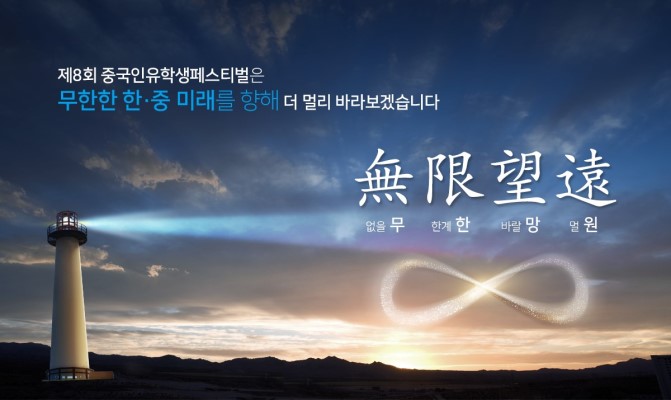 제8회 중국인유학생페스티벌은
무한한 한·중 미래를 향해 더 멀리 바라보겠습니다
無限望遠
없을 무 한계 한 바랄 망 멀 원